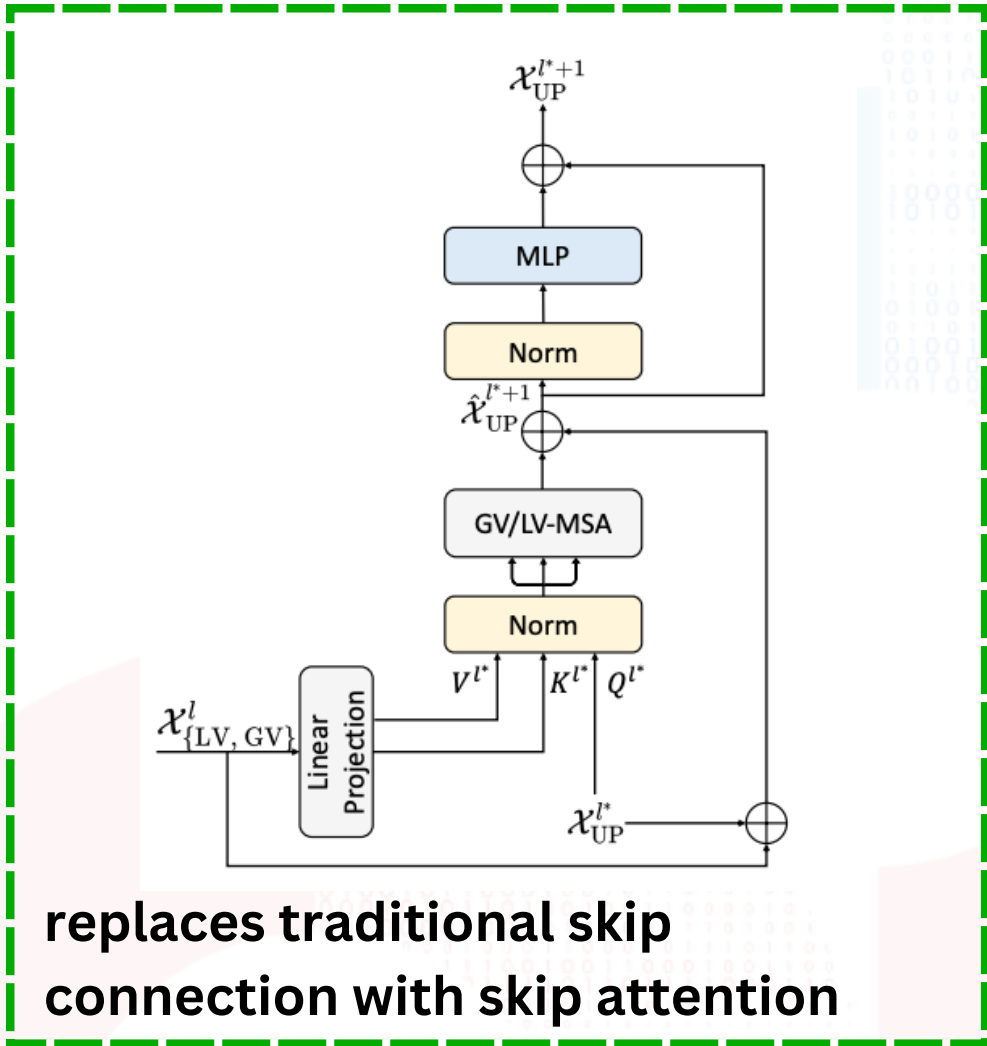 𝒳_UP^{l*+1}
MLP
Norm
𝒳̂_UP^{l*+1}
GV/LV-MSA
Norm
V^{l*} K^{l*} Q^{l*}
𝒳^l_{LV, GV}
Linear
Projection
𝒳_UP^{l*}
replaces traditional skip
connection with skip attention